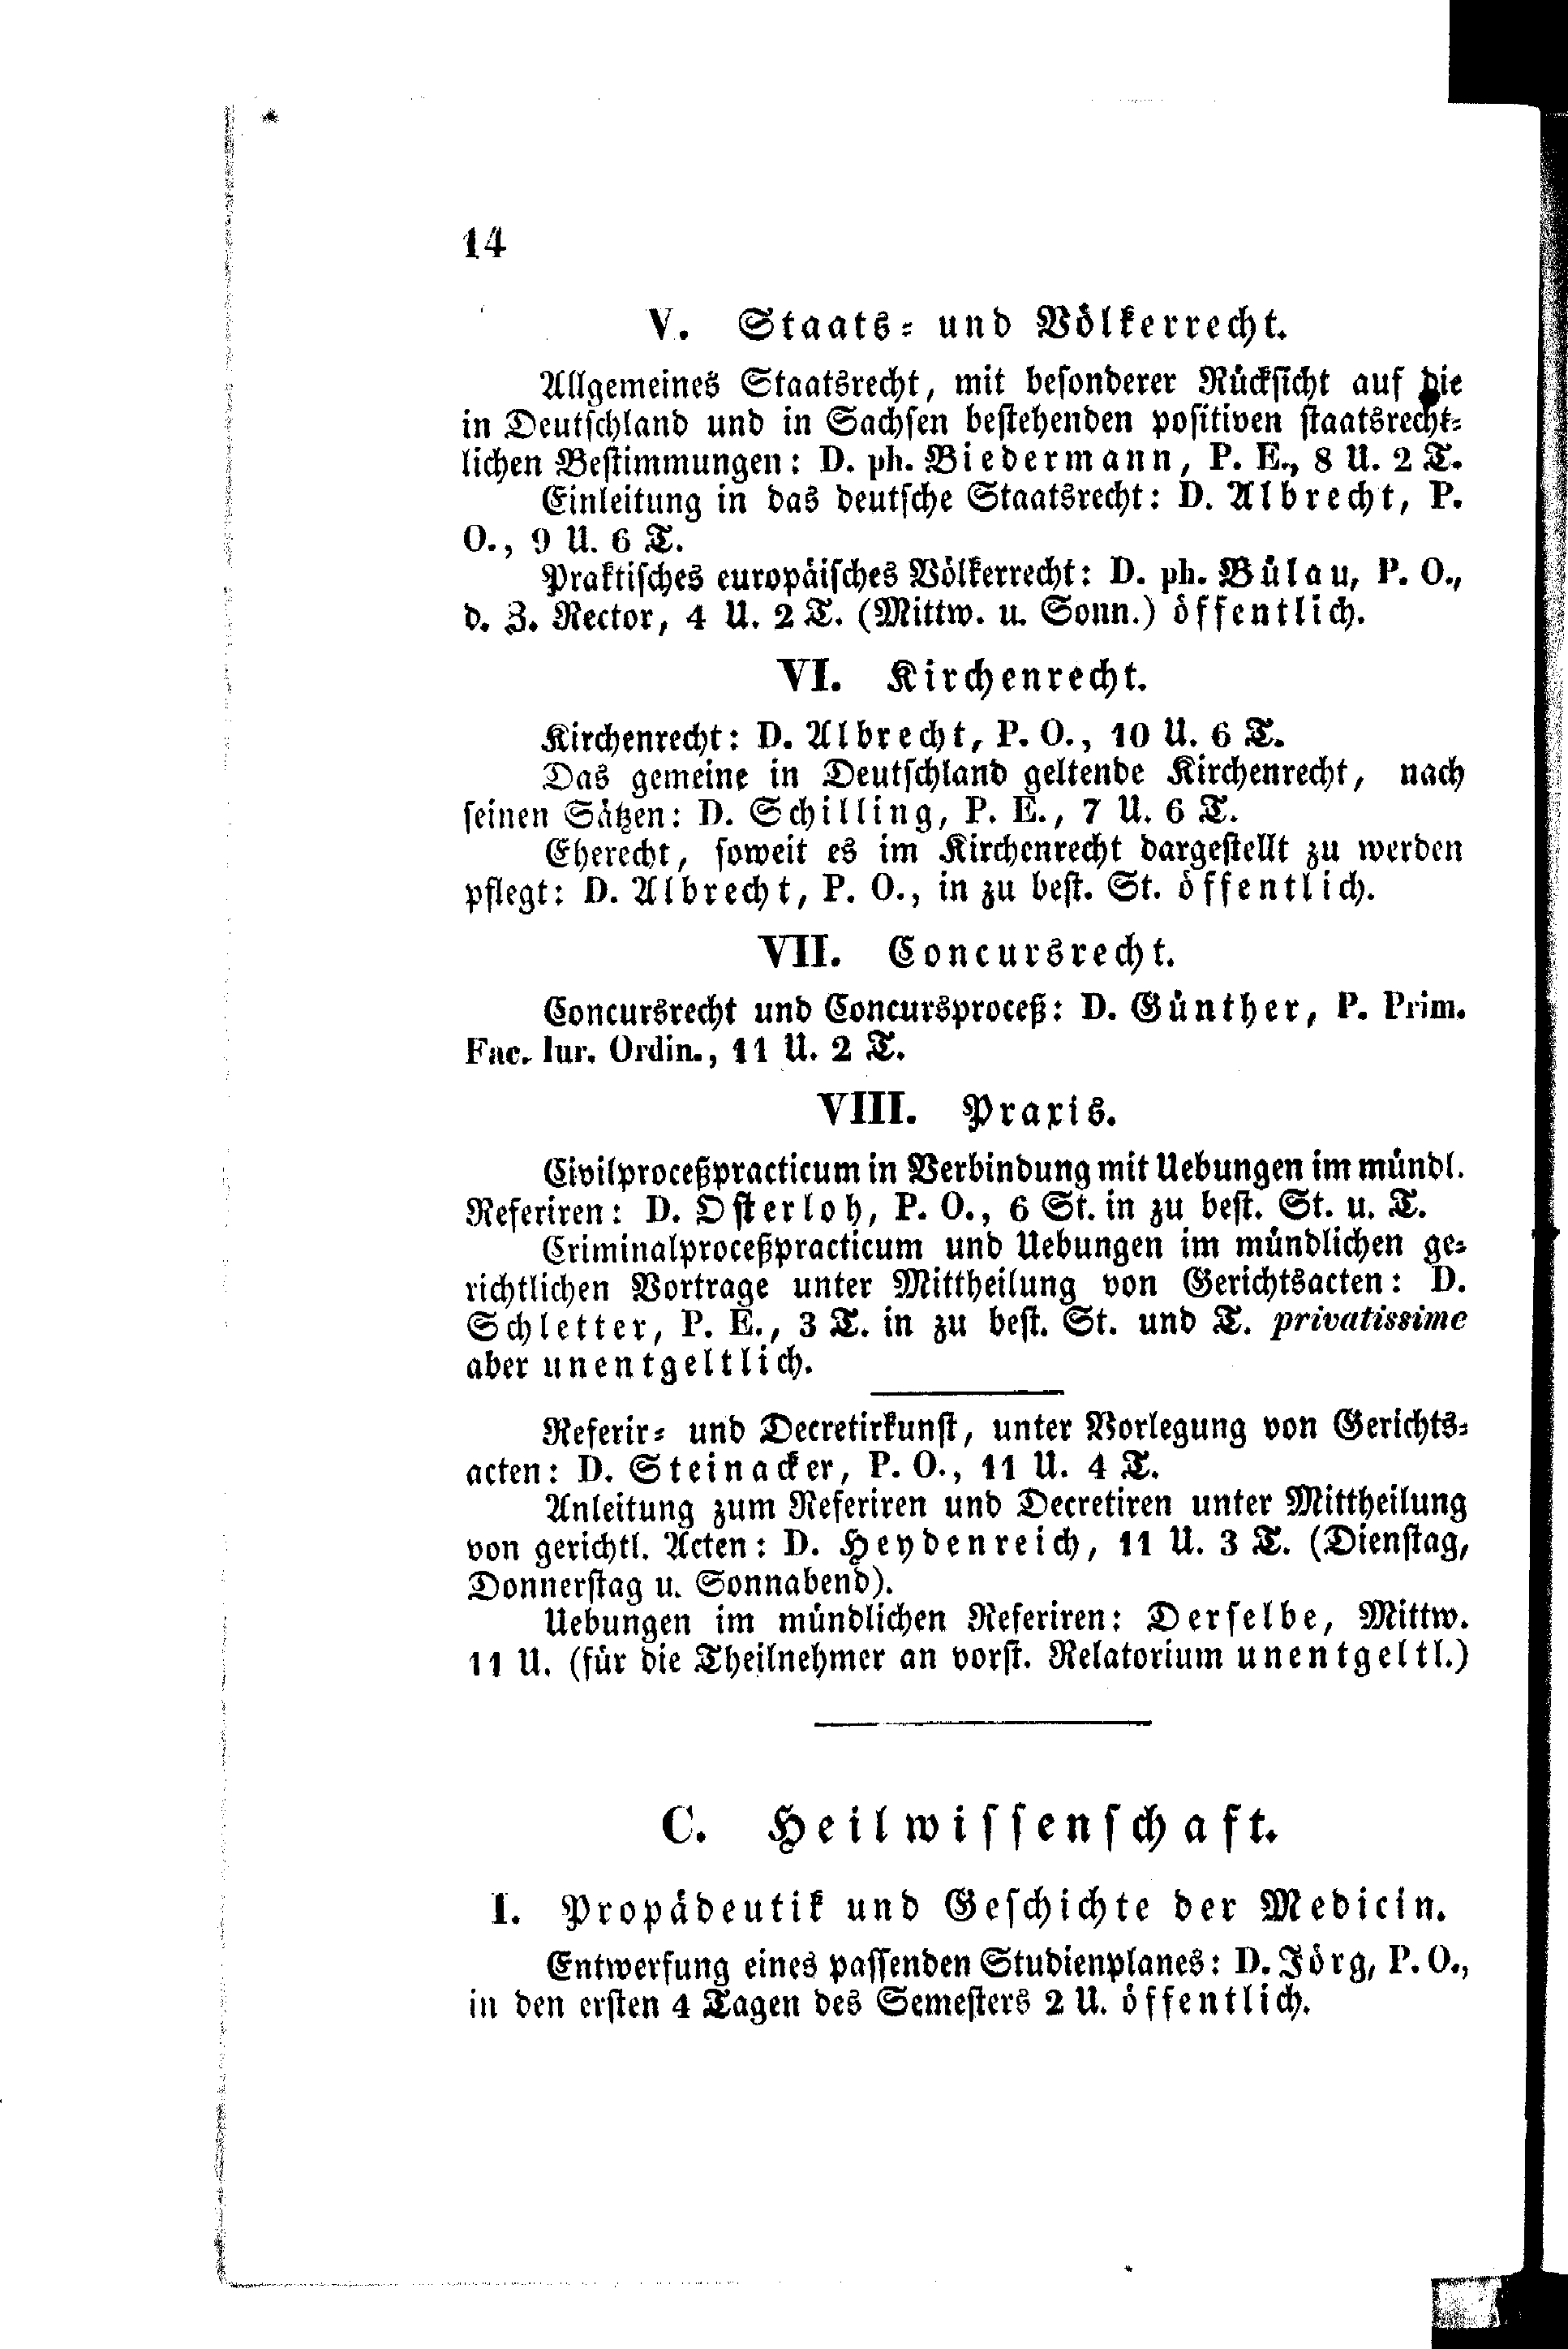 14
V. Staats- und Völkerrecht.
Allgemeines Staatsrecht, mit besonderer Rücksicht auf die
in Deutschland und in Sachsen bestehenden positiven staatsrecht-
lichen Bestimmungen: D. ph. Biedermann, P. E., 8 U. 2 T.
Einleitung in das deutsche Staatsrecht: D. Albrecht, P.
O., 9 U. 6 T.
Praktisches europäisches Völkerrecht: D. ph. Bülau, P. O.,
d. Z. Rector, 4 U. 2 T. (Mittw. u. Sonn.) öffentlich.
VI. Kirchenrecht.
Kirchenrecht: D. Albrecht, P. O., 10 U. 6 T.
Das gemeine in Deutschland geltende Kirchenrecht, nach
seinen Sätzen: D. Schilling, P. E., 7 U. 6 T.
Eherecht, soweit es im Kirchenrecht dargestellt zu werden
pflegt: D. Albrecht, P. O., in zu best. St. öffentlich.
VII. Concursrecht.
Concursrecht und Concursproceß: D. Günther, P. Prim.
Fac. Iur. Ordin., 11 U. 2 T.
VIII. Praxis.
Civilproceßpracticum in Verbindung mit Uebungen im mündl.
Referiren: D. Osterloh, P. O., 6 St. in zu best. St. u. T.
Criminalproceßpracticum und Uebungen im mündlichen ge-
richtlichen Vortrage unter Mittheilung von Gerichtsacten: D.
Schletter, P. E., 3 T. in zu best. St. und T. privatissime
aber unentgeltlich.
Referir- und Decretirkunst, unter Vorlegung von Gerichts-
acten: D. Steinacker, P. O., 11 U. 4 T.
Anleitung zum Referiren und Decretiren unter Mittheilung
von gerichtl. Acten: D. Heydenreich, 11 U. 3 T. (Dienstag,
Donnerstag u. Sonnabend).
Uebungen im mündlichen Referiren: Derselbe, Mittw.
11 U. (für die Theilnehmer an vorst. Relatorium unentgeltl.)
C. Heilwissenschaft.
I. Propädeutik und Geschichte der Medicin.
Entwerfung eines passenden Studienplanes: D. Jörg, P. O.,
in den ersten 4 Tagen des Semesters 2 U. öffentlich.